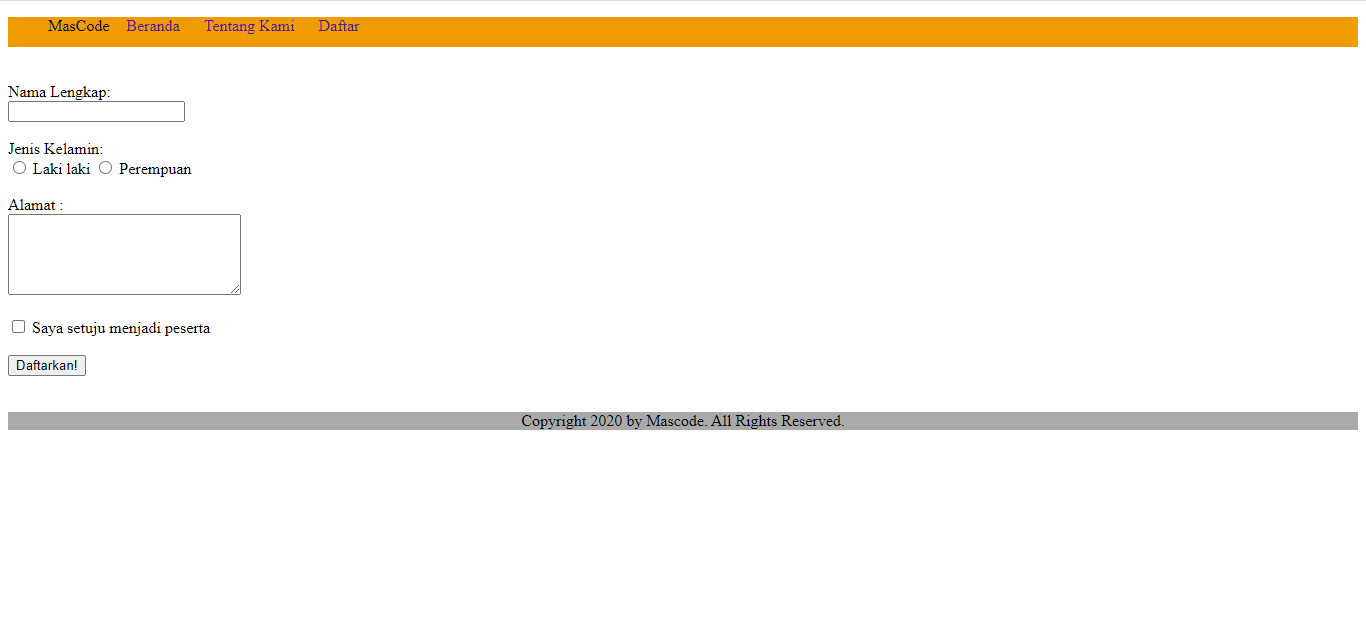 MasCode Beranda Tentang Kami Daftar
Nama Lengkap:
Jenis Kelamin:
Laki laki Perempuan
Alamat :
Saya setuju menjadi peserta
Daftarkan!
Copyright 2020 by Mascode. All Rights Reserved.